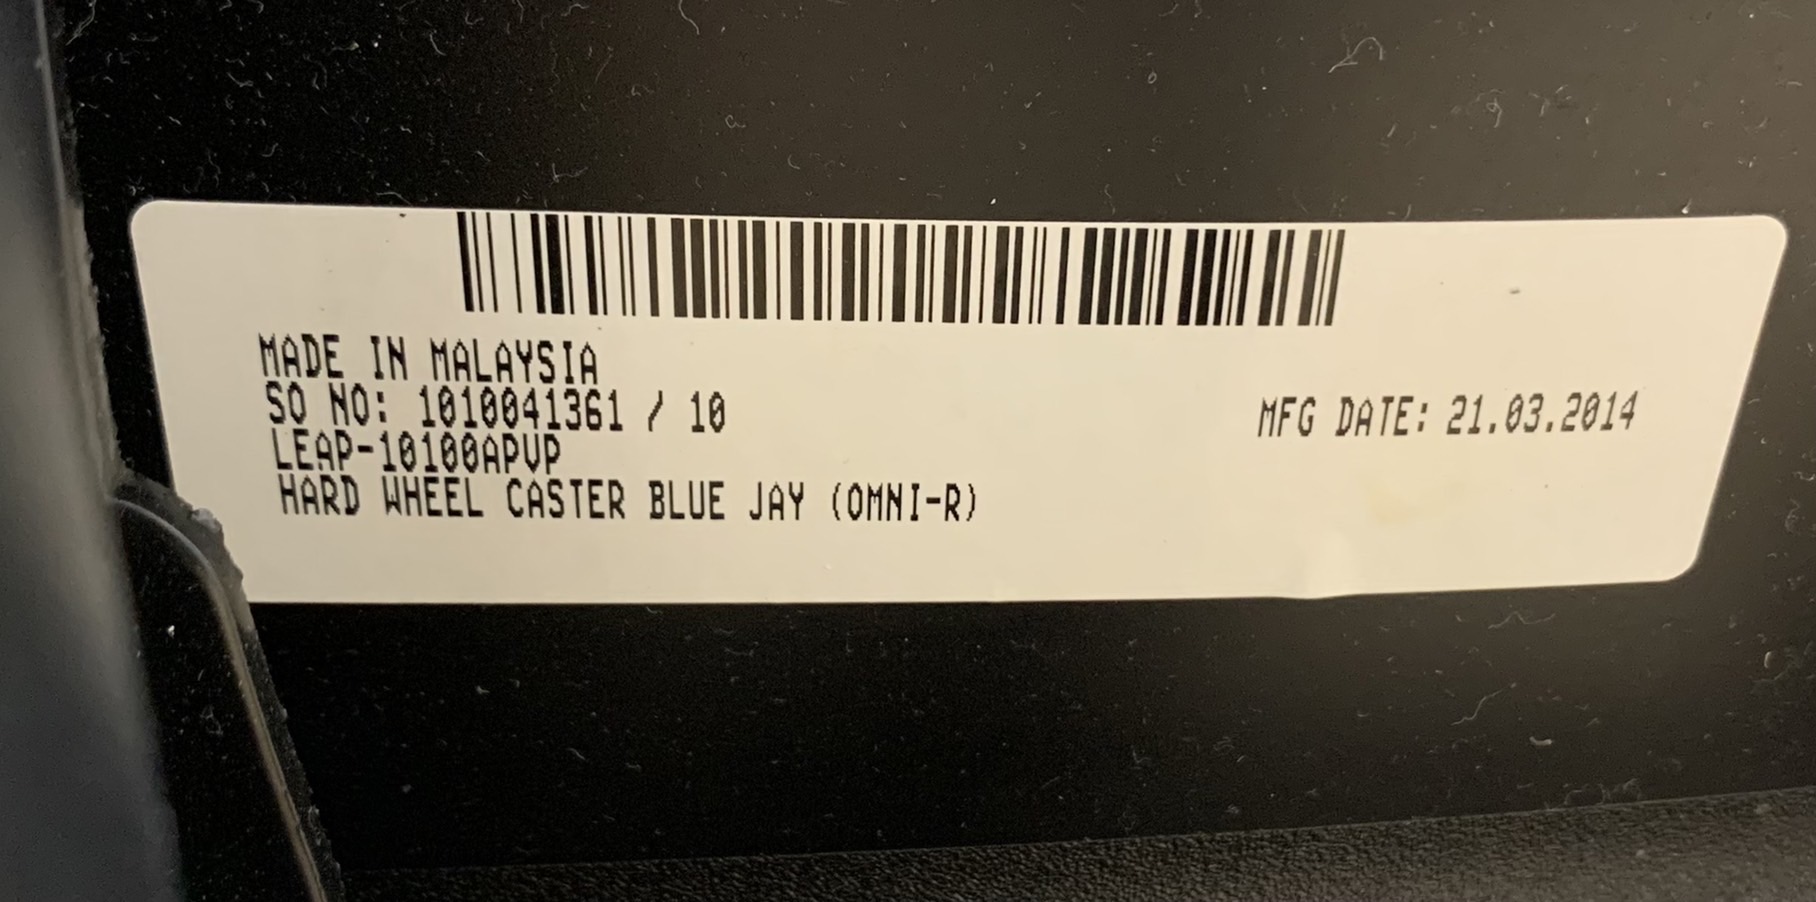 MADE IN MALAYSIA
SO NO: 1010041361 / 10
MFG DATE: 21.03.2014
LEAP-10100APVP
HARD WHEEL CASTER BLUE JAY (OMNI-R)